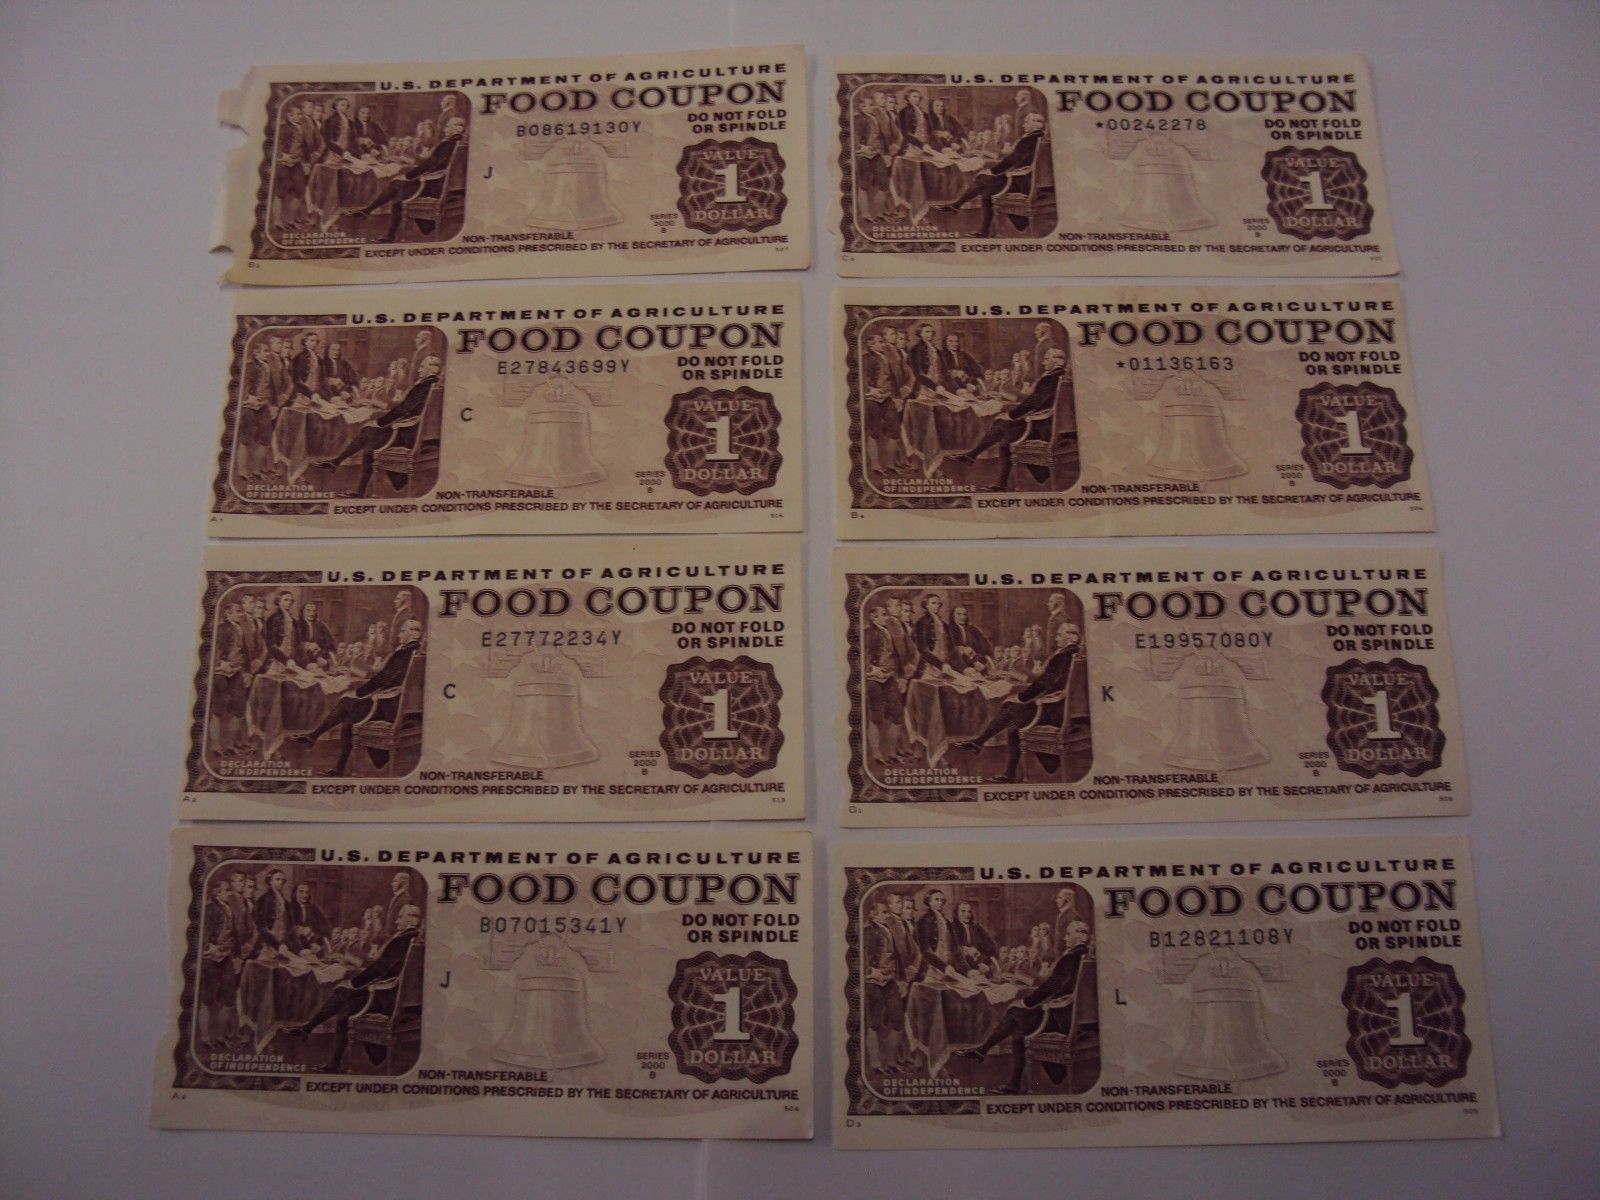 U.S. DEPARTMENT OF AGRICULTURE
FOOD COUPON
B08619130Y
DO NOT FOLD
OR SPINDLE
J
VALUE
1
DOLLAR
SERIES
2000
B
DECLARATION
OF INDEPENDENCE
NON-TRANSFERABLE
EXCEPT UNDER CONDITIONS PRESCRIBED BY THE SECRETARY OF AGRICULTURE
U.S. DEPARTMENT OF AGRICULTURE
FOOD COUPON
*00242278
DO NOT FOLD
OR SPINDLE
VALUE
1
DOLLAR
SERIES
2000
B
DECLARATION
OF INDEPENDENCE
NON-TRANSFERABLE
EXCEPT UNDER CONDITIONS PRESCRIBED BY THE SECRETARY OF AGRICULTURE
U.S. DEPARTMENT OF AGRICULTURE
FOOD COUPON
E27843699Y
DO NOT FOLD
OR SPINDLE
C
VALUE
1
DOLLAR
SERIES
2000
B
DECLARATION
OF INDEPENDENCE
NON-TRANSFERABLE
EXCEPT UNDER CONDITIONS PRESCRIBED BY THE SECRETARY OF AGRICULTURE
514
U.S. DEPARTMENT OF AGRICULTURE
FOOD COUPON
*01136163
DO NOT FOLD
OR SPINDLE
VALUE
1
DOLLAR
SERIES
2000
B
DECLARATION
OF INDEPENDENCE
NON-TRANSFERABLE
EXCEPT UNDER CONDITIONS PRESCRIBED BY THE SECRETARY OF AGRICULTURE
B4
504
U.S. DEPARTMENT OF AGRICULTURE
FOOD COUPON
E27772234Y
DO NOT FOLD
OR SPINDLE
C
VALUE
1
DOLLAR
SERIES
2000
B
DECLARATION
OF INDEPENDENCE
NON-TRANSFERABLE
EXCEPT UNDER CONDITIONS PRESCRIBED BY THE SECRETARY OF AGRICULTURE
513
U.S. DEPARTMENT OF AGRICULTURE
FOOD COUPON
E19957080Y
DO NOT FOLD
OR SPINDLE
K
VALUE
1
DOLLAR
SERIES
2000
B
DECLARATION
OF INDEPENDENCE
NON-TRANSFERABLE
EXCEPT UNDER CONDITIONS PRESCRIBED BY THE SECRETARY OF AGRICULTURE
D1
U.S. DEPARTMENT OF AGRICULTURE
FOOD COUPON
B07015341Y
DO NOT FOLD
OR SPINDLE
J
VALUE
1
DOLLAR
SERIES
2000
B
DECLARATION
OF INDEPENDENCE
NON-TRANSFERABLE
EXCEPT UNDER CONDITIONS PRESCRIBED BY THE SECRETARY OF AGRICULTURE
504
U.S. DEPARTMENT OF AGRICULTURE
FOOD COUPON
B12821108Y
DO NOT FOLD
OR SPINDLE
L
VALUE
1
DOLLAR
SERIES
2000
B
DECLARATION
OF INDEPENDENCE
NON-TRANSFERABLE
EXCEPT UNDER CONDITIONS PRESCRIBED BY THE SECRETARY OF AGRICULTURE
D3